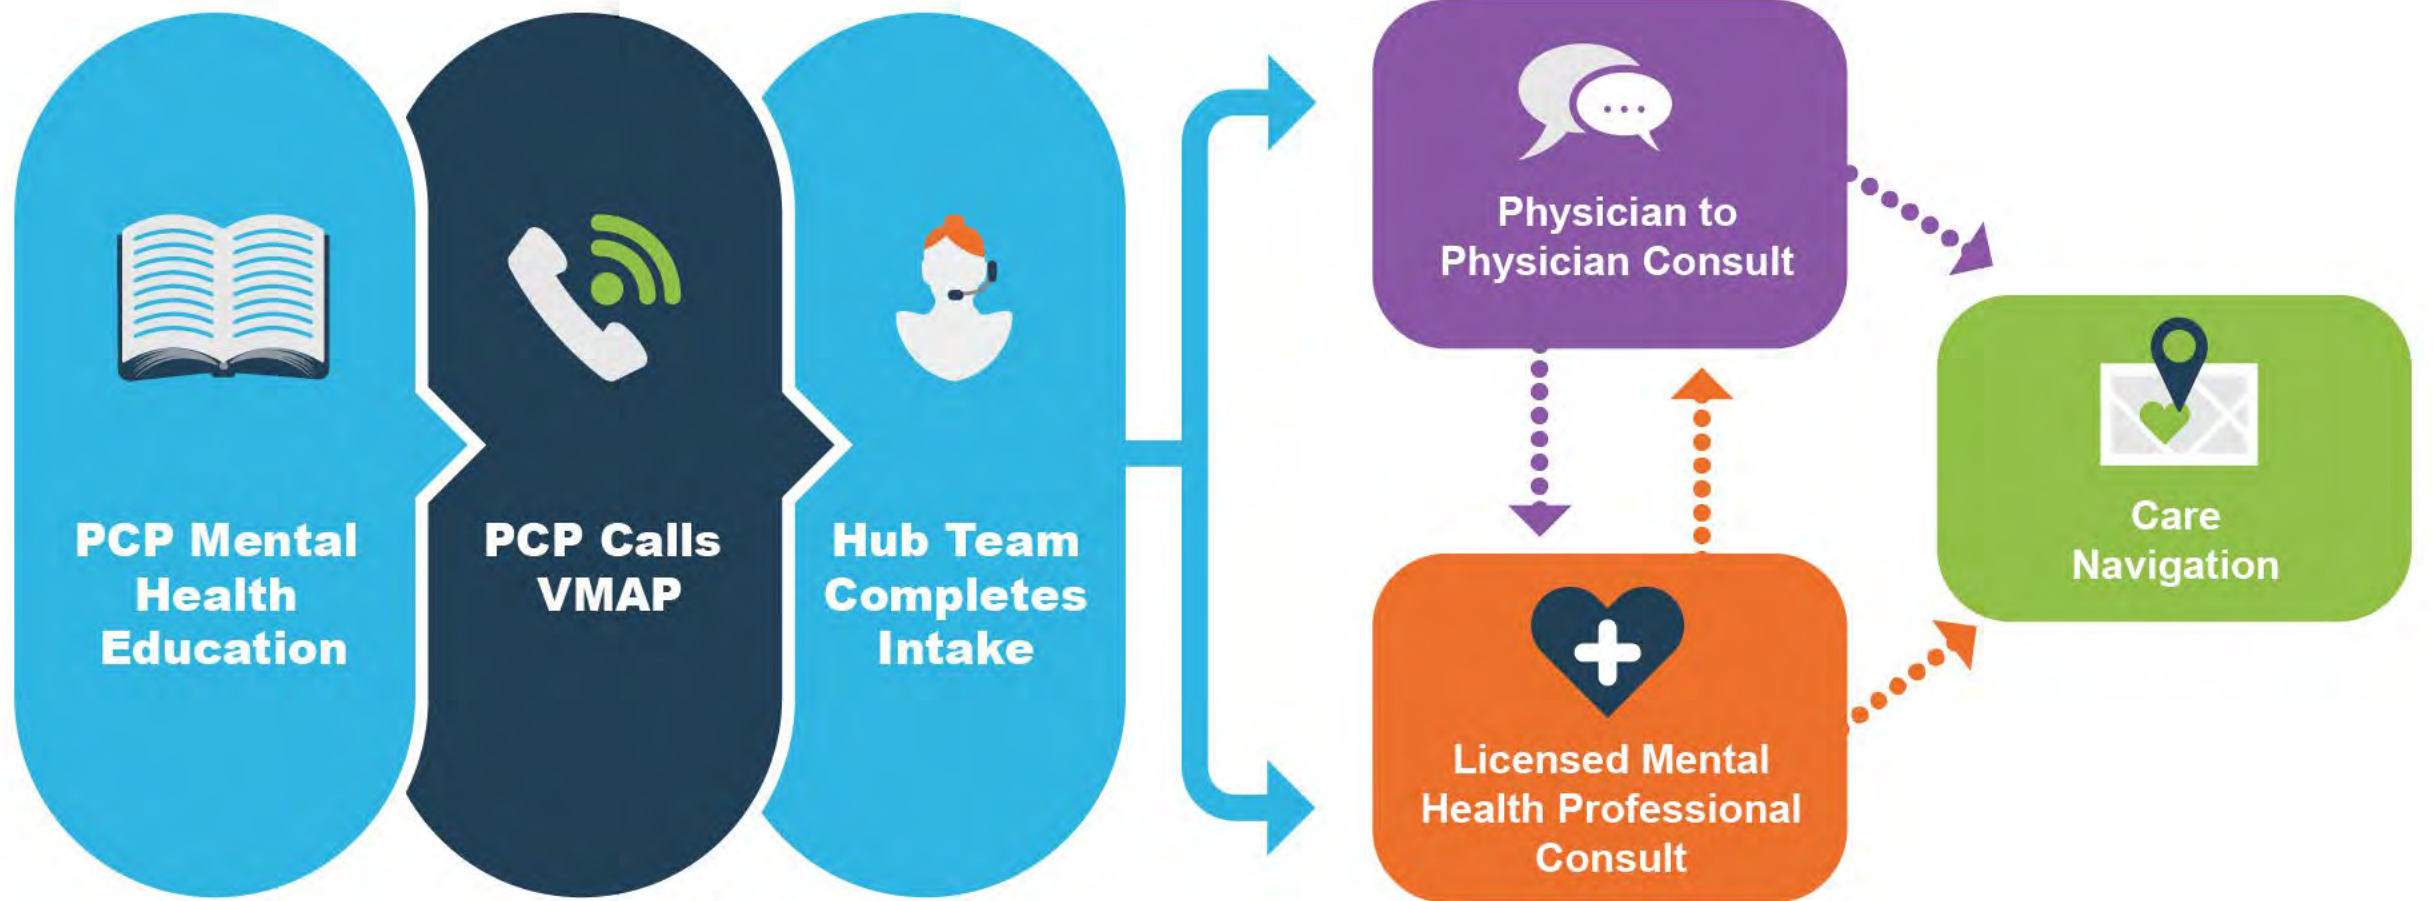 PCP Mental
Health
Education
PCP Calls
VMAP
Hub Team
Completes
Intake
Physician to
Physician Consult
Licensed Mental
Health Professional
Consult
Care
Navigation